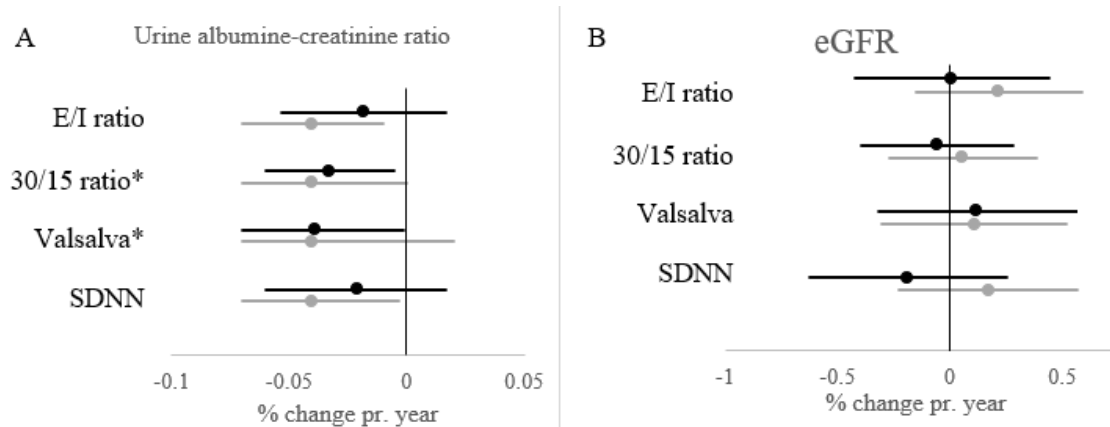 A
Urine albumine-creatinine ratio
E/I ratio
30/15 ratio*
Valsalva*
SDNN
-0.1
-0.05
0
0.05
% change pr. year
B
eGFR
E/I ratio
30/15 ratio
Valsalva
SDNN
-1
-0.5
0
0.5
% change pr. year